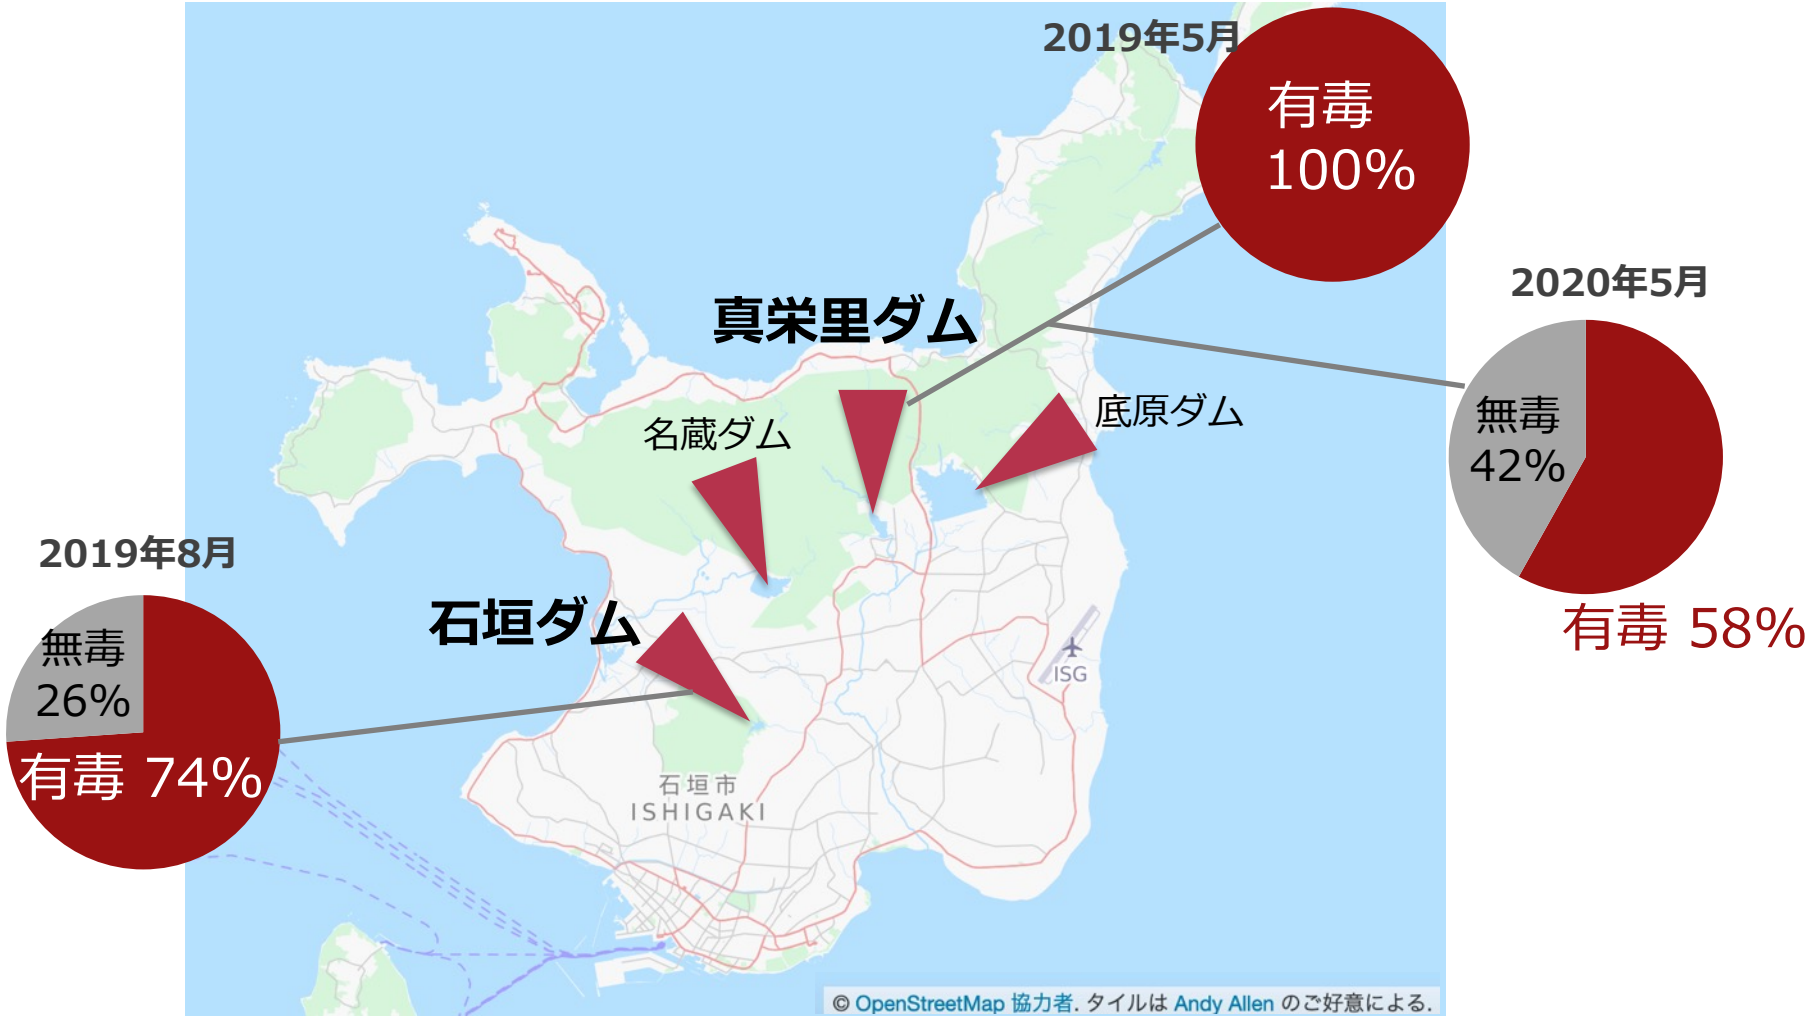 2019年5月
有毒
100%
2020年5月
無毒
42%
有毒 58%
真栄里ダム
底原ダム
名蔵ダム
2019年8月
無毒
26%
有毒 74%
石垣ダム
ISG
石垣市
ISHIGAKI
© OpenStreetMap 協力者. タイルは Andy Allen のご好意による.